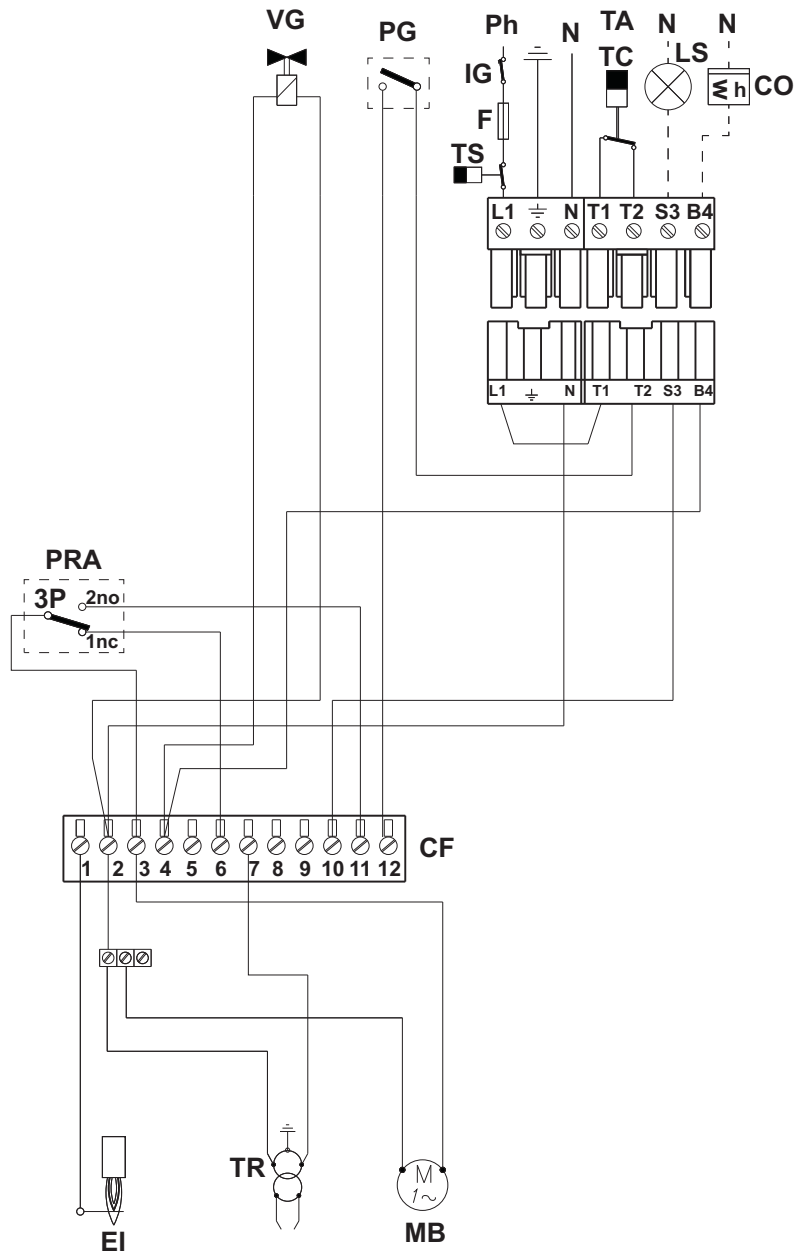 VG
PG
Ph
N
TA
TC
N
LS
N
IG
F
TS
W h
CO
L1 N T1 T2 S3 B4
L1 N T1 T2 S3 B4
PRA
3P
2no
1nc
CF
1 2 3 4 5 6 7 8 9 10 11 12
EI
TR
M
1~
MB